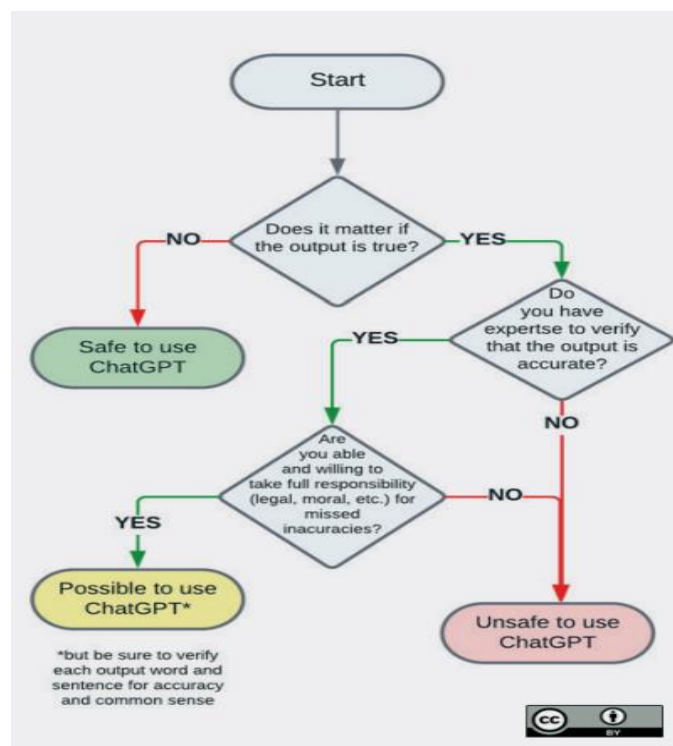 Start
Does it matter if
the output is true?
NO
YES
Safe to use
ChatGPT
Do
you have
expertse to verify
that the output is
accurate?
YES
NO
Are
you able
and willing to
take full responsibility
(legal, moral, etc.) for
missed
inacuracies?
YES
NO
Possible to use
ChatGPT*
Unsafe to use
ChatGPT
*but be sure to verify
each output word and
sentence for accuracy
and common sense
cc
BY